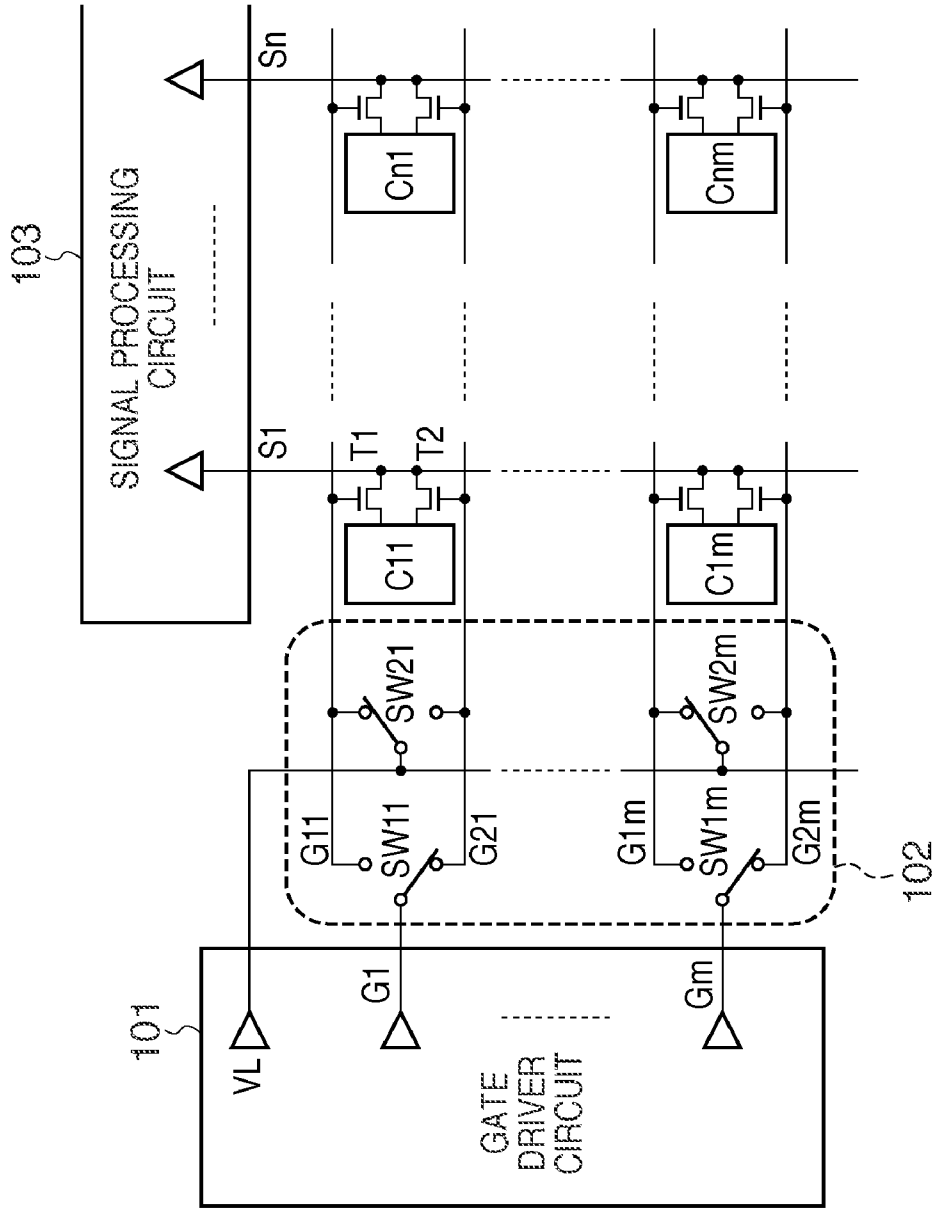 103
SIGNAL PROCESSING
CIRCUIT
101
VL
G1
Gm
GATE
DRIVER
CIRCUIT
S1
Sn
G11
SW11
SW21
G21
C11
T1
T2
Cn1
G1m
SW1m
SW2m
G2m
C1m
Cnm
102